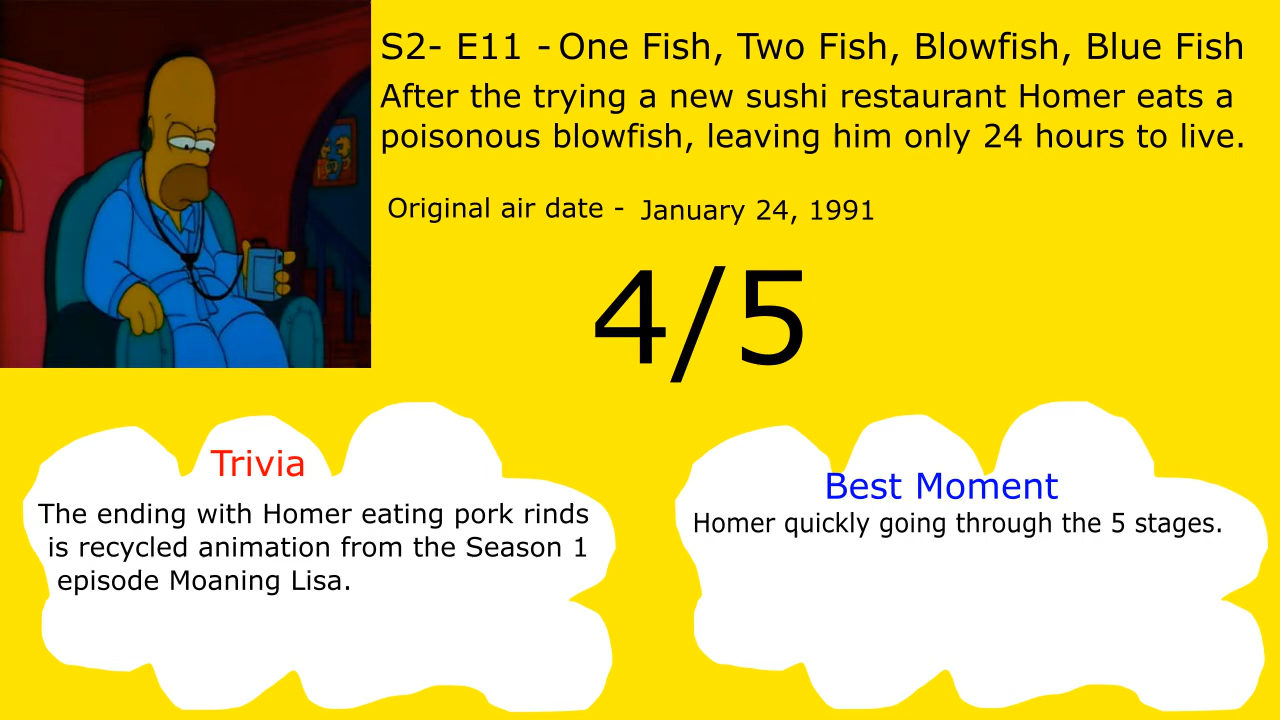 S2- E11 - One Fish, Two Fish, Blowfish, Blue Fish
After the trying a new sushi restaurant Homer eats a
poisonous blowfish, leaving him only 24 hours to live.
Original air date - January 24, 1991
4/5
Trivia
The ending with Homer eating pork rinds
is recycled animation from the Season 1
episode Moaning Lisa.
Best Moment
Homer quickly going through the 5 stages.